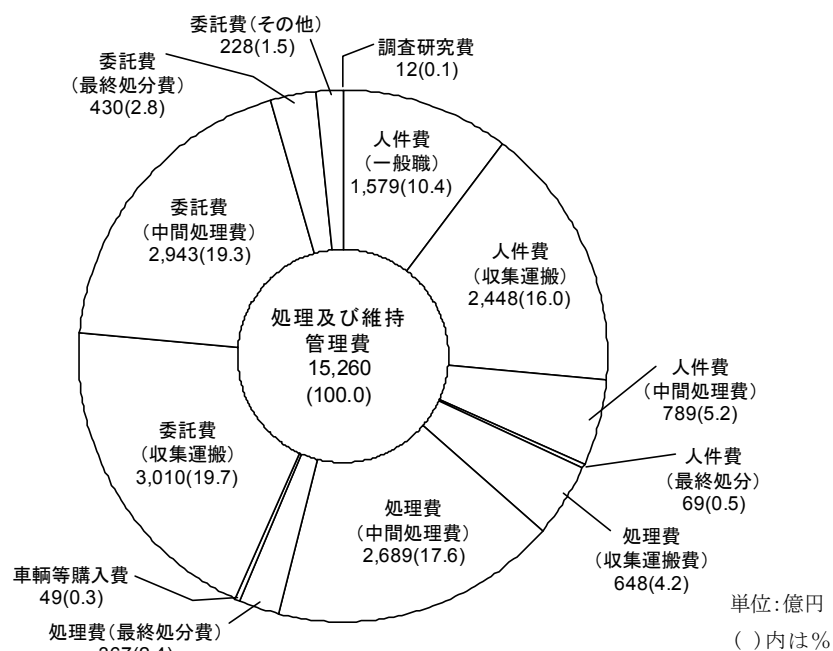 委託費(その他)
228(1.5)
調査研究費
12(0.1)
委託費
(最終処分費)
430(2.8)
人件費
(一般職)
1,579(10.4)
人件費
(収集運搬)
2,448(16.0)
委託費
(中間処理費)
2,943(19.3)
処理及び維持
管理費
15,260
(100.0)
人件費
(中間処理費)
789(5.2)
人件費
(最終処分)
69(0.5)
委託費
(収集運搬)
3,010(19.7)
処理費
(中間処理費)
2,689(17.6)
処理費
(収集運搬費)
648(4.2)
車輌等購入費
49(0.3)
処理費(最終処分費)
単位:億円
( )内は%